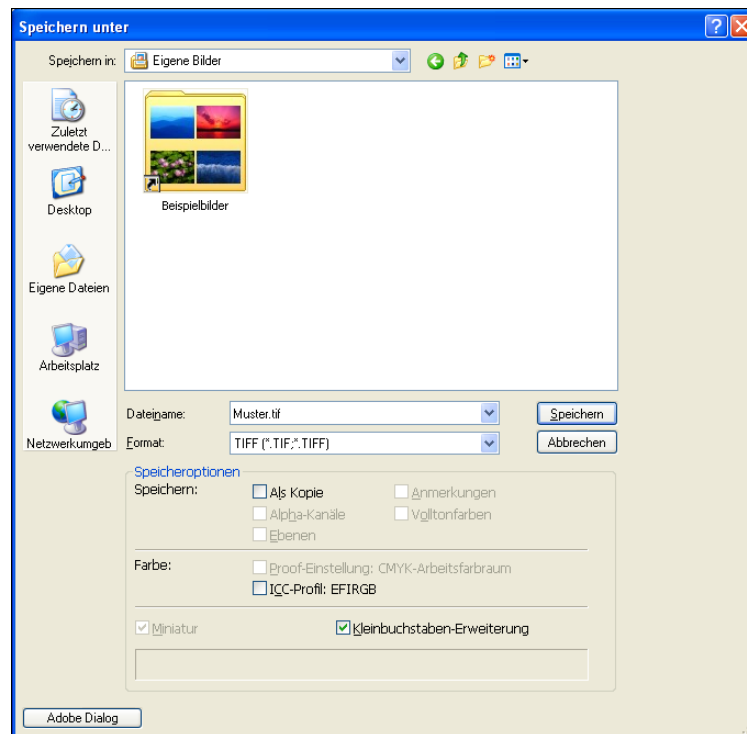 Speichern unter
Speichern in: Eigene Bilder
Zuletzt
verwendete D...
Desktop
Eigene Dateien
Arbeitsplatz
Netzwerkumgeb
Beispielbilder
Dateiname: Muster.tif Speichern
Format: TIFF (*.TIF;*.TIFF) Abbrechen
Speicheroptionen
Speichern: Als Kopie Anmerkungen
Alpha-Kanäle Volltonfarben
Ebenen
Farbe: Proof-Einstellung: CMYK-Arbeitsfarbraum
ICC-Profil: EFIRGB
Miniatur Kleinbuchstaben-Erweiterung
Adobe Dialog